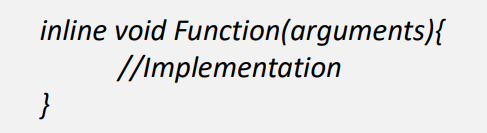 inline void Function(arguments){
//Implementation
}